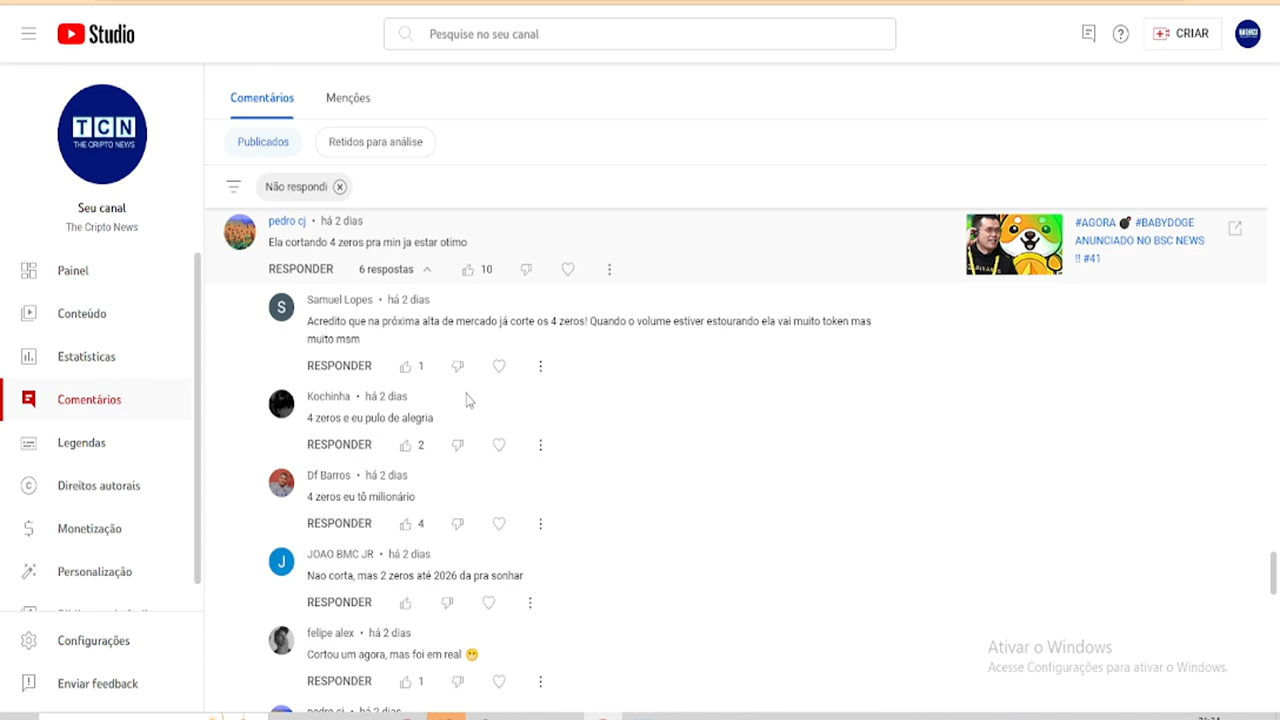 Studio
Pesquise no seu canal
CRIAR
TCN
TCN
THE CRIPTO NEWS
Seu canal
The Cripto News
Painel
Conteúdo
Estatísticas
Comentários
Legendas
Direitos autorais
Monetização
Personalização
Configurações
Enviar feedback
Comentários Menções
Publicados Retidos para análise
Não respondi
pedro cj • há 2 dias
Ela cortando 4 zeros pra min ja estar otimo
RESPONDER 6 respostas 10
#AGORA 💣 #BABYDOGE
ANUNCIADO NO BSC NEWS
!! #41
Samuel Lopes • há 2 dias
Acredito que na próxima alta de mercado já corte os 4 zeros! Quando o volume estiver estourando ela vai muito token mas
muito msm
RESPONDER 1
Kochinha • há 2 dias
4 zeros e eu pulo de alegria
RESPONDER 2
Df Barros • há 2 dias
4 zeros eu tô milionário
RESPONDER 4
J
JOAO BMC JR • há 2 dias
Nao corta, mas 2 zeros até 2026 da pra sonhar
RESPONDER
felipe alex • há 2 dias
Cortou um agora, mas foi em real 😬
RESPONDER 1
pedro cj • há 2 dias
S
Ativar o Windows
Acesse Configurações para ativar o Windows.